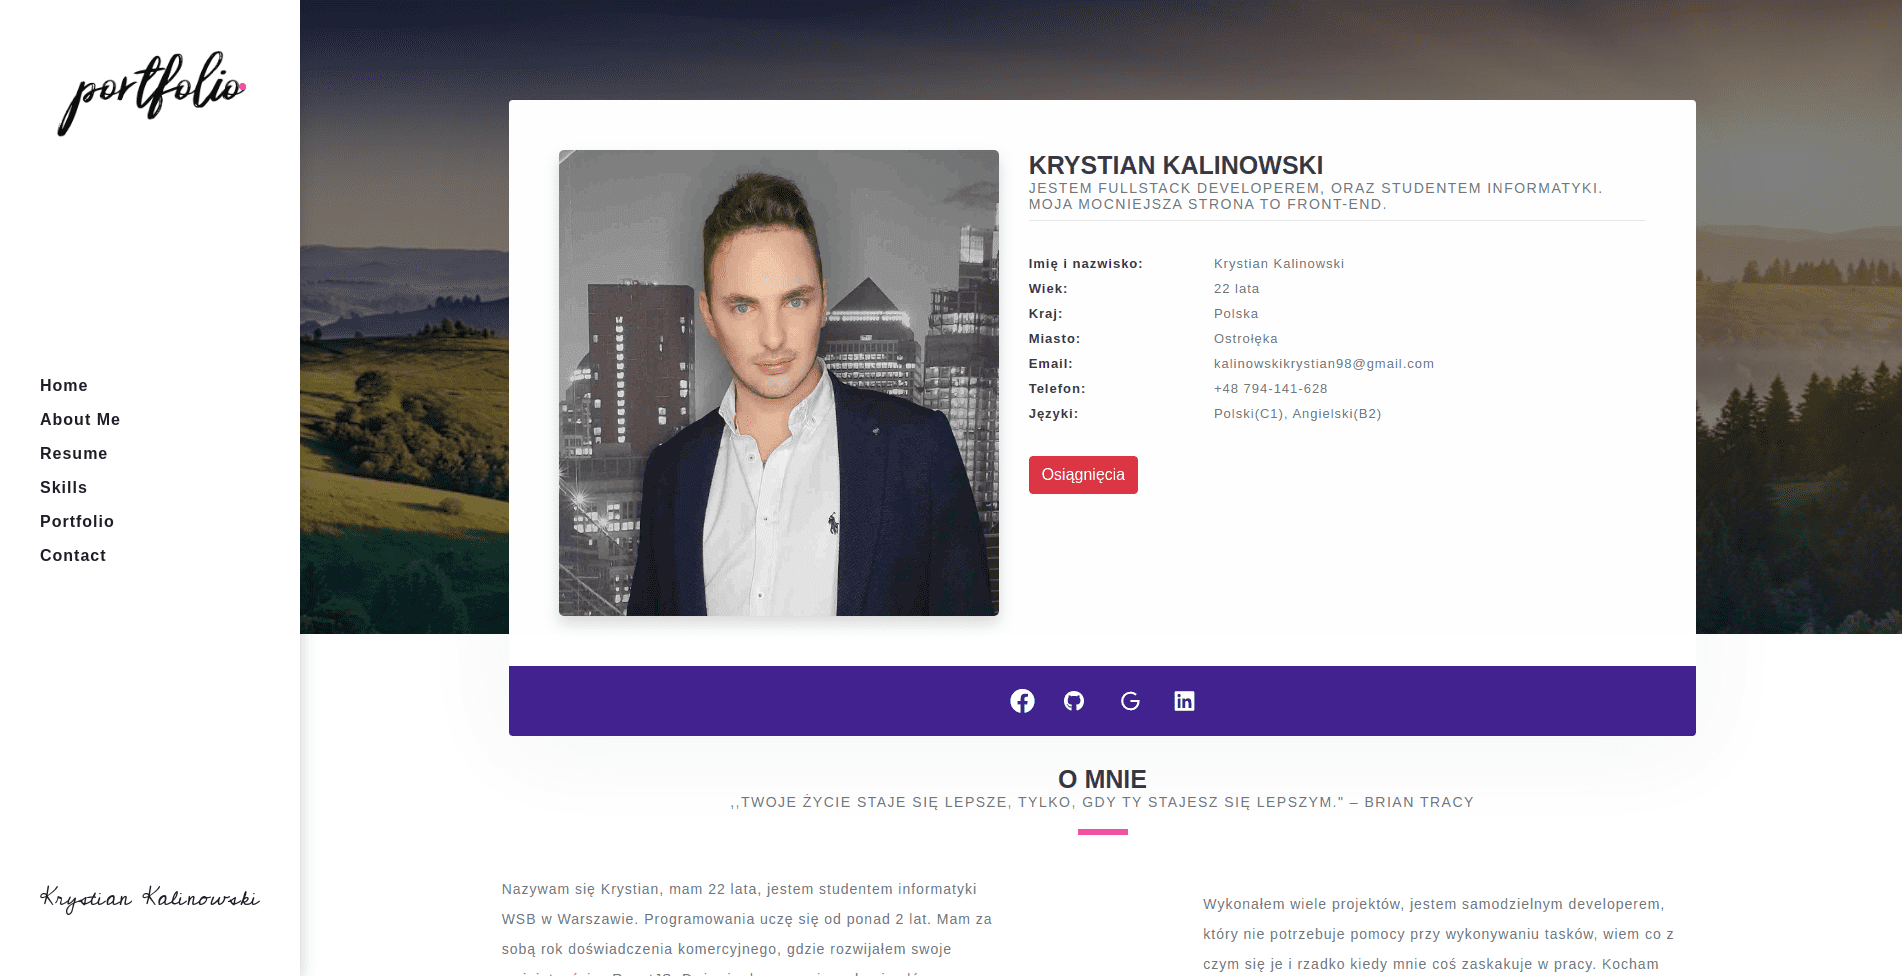 portfolio
Home
About Me
Resume
Skills
Portfolio
Contact
Krystian Kalinowski
KRYSTIAN KALINOWSKI
JESTEM FULLSTACK DEVELOPEREM, ORAZ STUDENTEM INFORMATYKI.
MOJA MOCNIEJSZA STRONA TO FRONT-END.
Imię i nazwisko: Krystian Kalinowski
Wiek: 22 lata
Kraj: Polska
Miasto: Ostrołęka
Email: kalinowskikrystian98@gmail.com
Telefon: +48 794-141-628
Języki: Polski(C1), Angielski(B2)
Osiągnięcia
O MNIE
,,TWOJE ŻYCIE STAJE SIĘ LEPSZE, TYLKO, GDY TY STAJESZ SIĘ LEPSZYM." – BRIAN TRACY
Nazywam się Krystian, mam 22 lata, jestem studentem informatyki
WSB w Warszawie. Programowania uczę się od ponad 2 lat. Mam za
sobą rok doświadczenia komercyjnego, gdzie rozwijałem swoje
Wykonałem wiele projektów, jestem samodzielnym developerem,
który nie potrzebuje pomocy przy wykonywaniu tasków, wiem co z
czym się je i rzadko kiedy mnie coś zaskakuje w pracy. Kocham